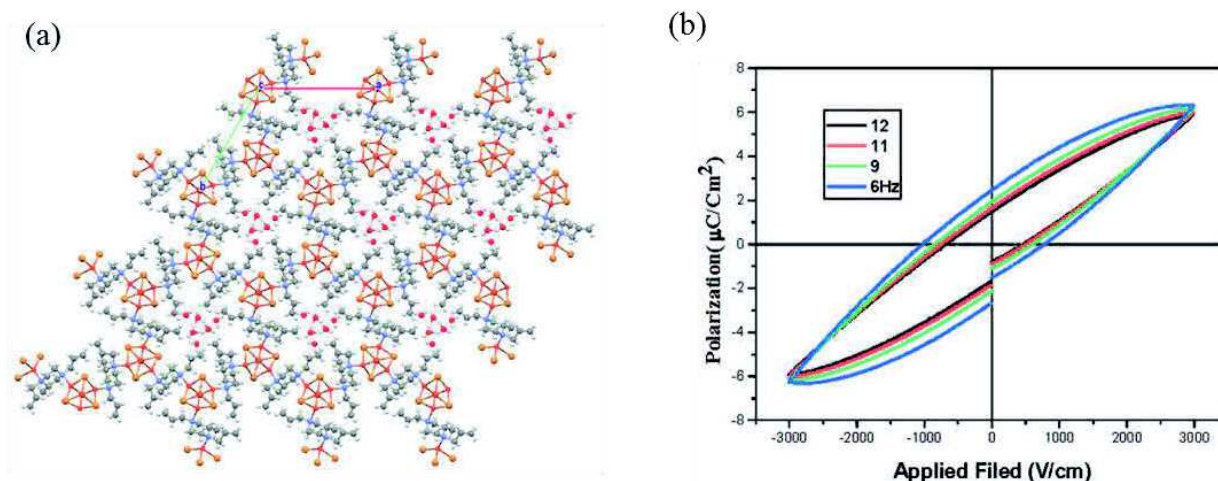 (a)
c
a
b
(b)
8
6
4
2
0
-2
-4
-6
-8
Polarization( μC/Cm²)
12
11
9
6Hz
-3000 -2000 -1000 0 1000 2000 3000
Applied Filed (V/cm)